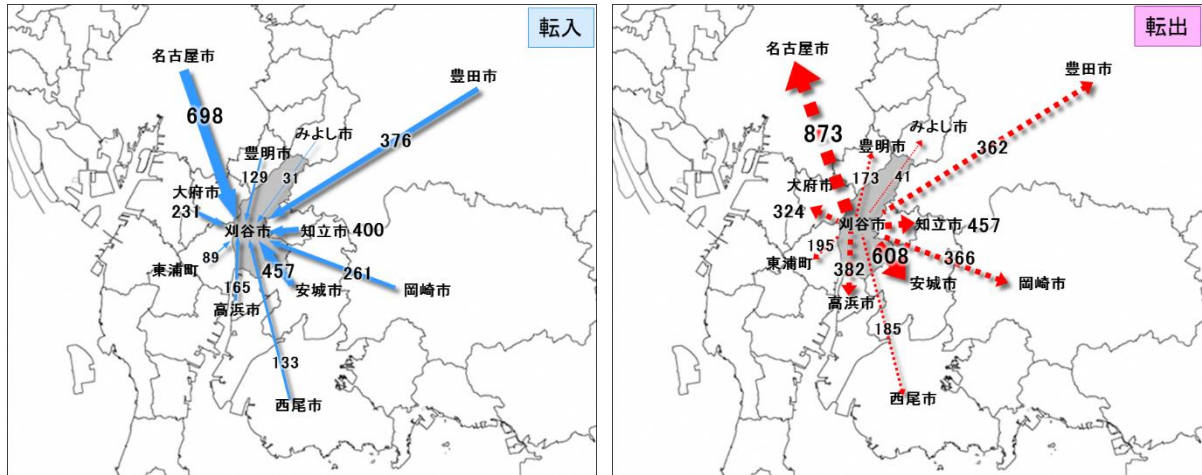 転入
名古屋市
豊田市
698
376
みよし市
豊明市
129
31
大府市
231
刈谷市
知立市 400
89
東浦町
457
261
165
安城市
岡崎市
高浜市
133
西尾市
転出
名古屋市
豊田市
873
みよし市
豊明市
362
173
41
大府市
324
刈谷市
知立市 457
195
東浦町
608
366
382
安城市
岡崎市
高浜市
185
西尾市